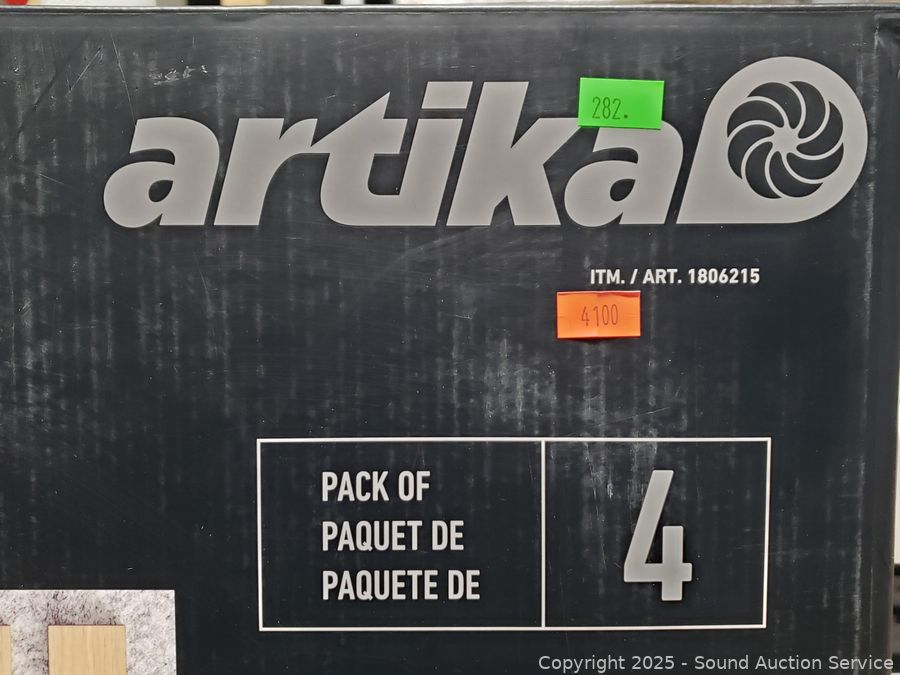 artika
282.
ITM. / ART. 1806215
4100
PACK OF
PAQUET DE
PAQUETE DE
4
Copyright 2025 - Sound Auction Service